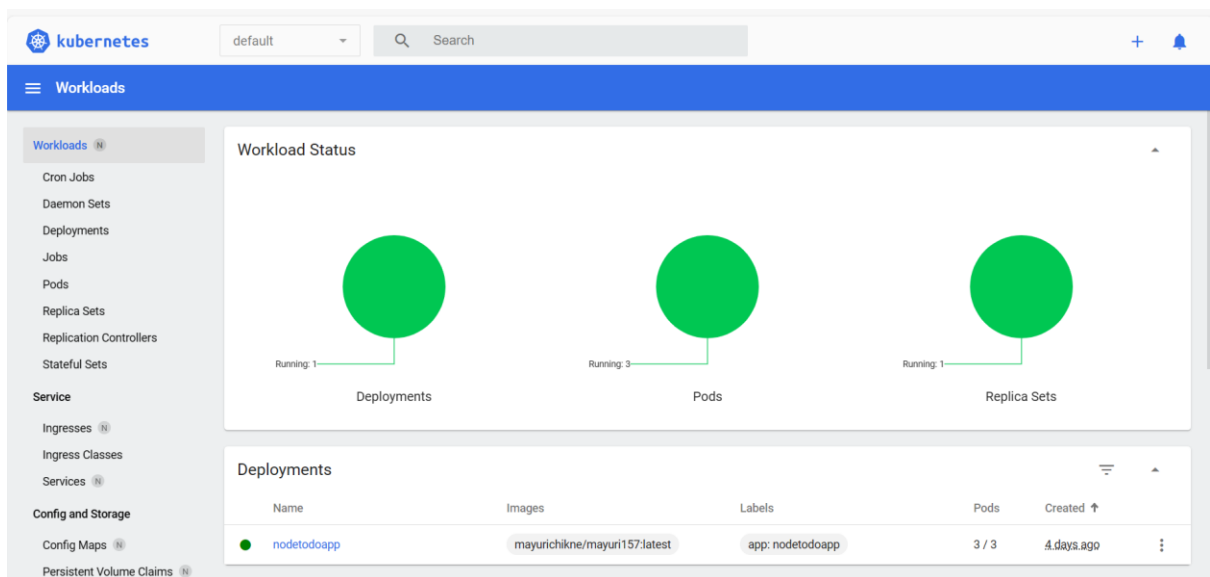 kubernetes default Search
Workloads
Workloads N
Cron Jobs
Daemon Sets
Deployments
Jobs
Pods
Replica Sets
Replication Controllers
Stateful Sets
Service
Ingresses N
Ingress Classes
Services N
Config and Storage
Config Maps N
Persistent Volume Claims N
Workload Status
Running: 1 Running: 3 Running: 1
Deployments Pods Replica Sets
Deployments
Name Images Labels Pods Created
nodetodoapp mayurichikne/mayuri157:latest app: nodetodoapp 3 / 3 4 days ago